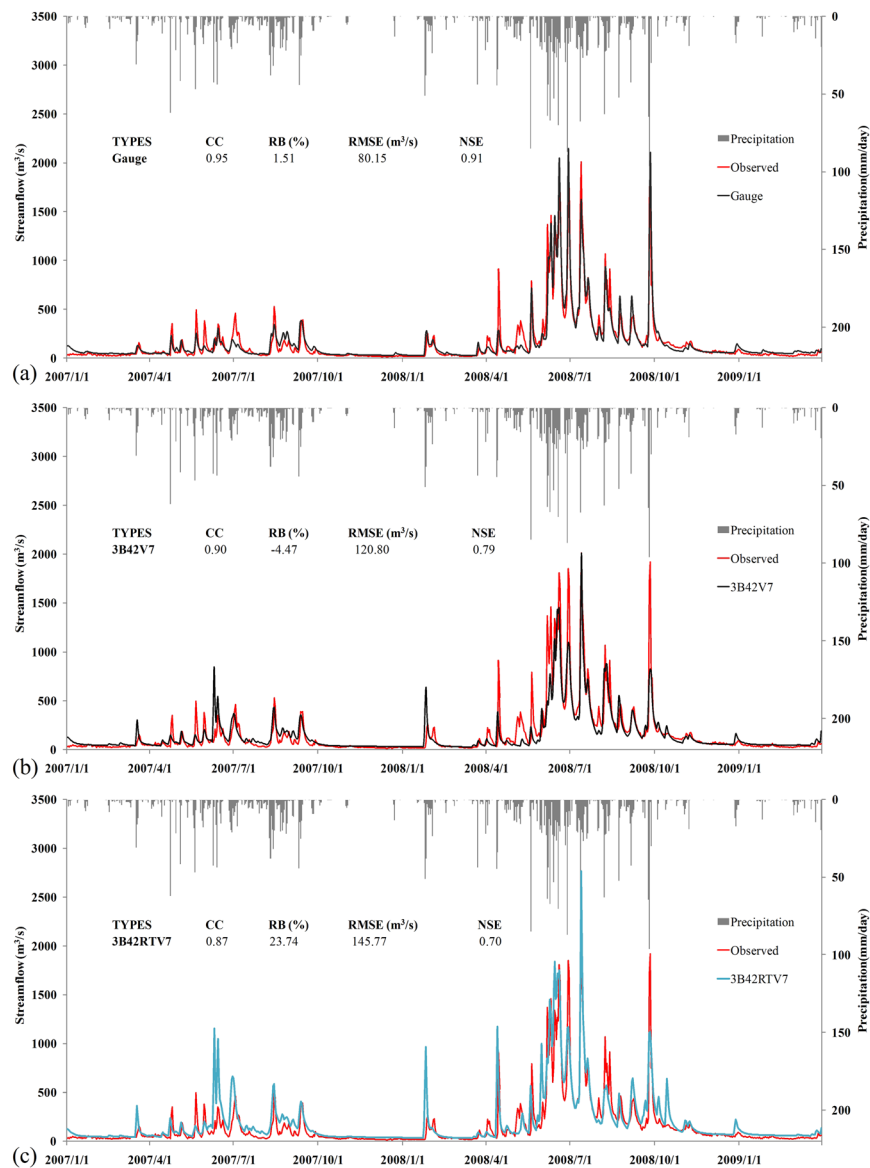 3500
3000
2500
2000
1500
1000
500
0
Streamflow (m³/s)
0
50
100
150
200
Precipitation(mm/day)
TYPES CC RB (%) RMSE (m³/s) NSE
Gauge 0.95 1.51 80.15 0.91
Precipitation
Observed
Gauge
(a)
2007/1/1 2007/4/1 2007/7/1 2007/10/1 2008/1/1 2008/4/1 2008/7/1 2008/10/1 2009/1/1
3500
3000
2500
2000
1500
1000
500
0
Streamflow (m³/s)
0
50
100
150
200
Precipitation(mm/day)
TYPES CC RB (%) RMSE (m³/s) NSE
3B42V7 0.90 -4.47 120.80 0.79
Precipitation
Observed
3B42V7
(b)
2007/1/1 2007/4/1 2007/7/1 2007/10/1 2008/1/1 2008/4/1 2008/7/1 2008/10/1 2009/1/1
3500
3000
2500
2000
1500
1000
500
0
Streamflow (m³/s)
0
50
100
150
200
Precipitation(mm/day)
TYPES CC RB (%) RMSE (m³/s) NSE
3B42RTV7 0.87 23.74 145.77 0.70
Precipitation
Observed
3B42RTV7
(c)
2007/1/1 2007/4/1 2007/7/1 2007/10/1 2008/1/1 2008/4/1 2008/7/1 2008/10/1 2009/1/1